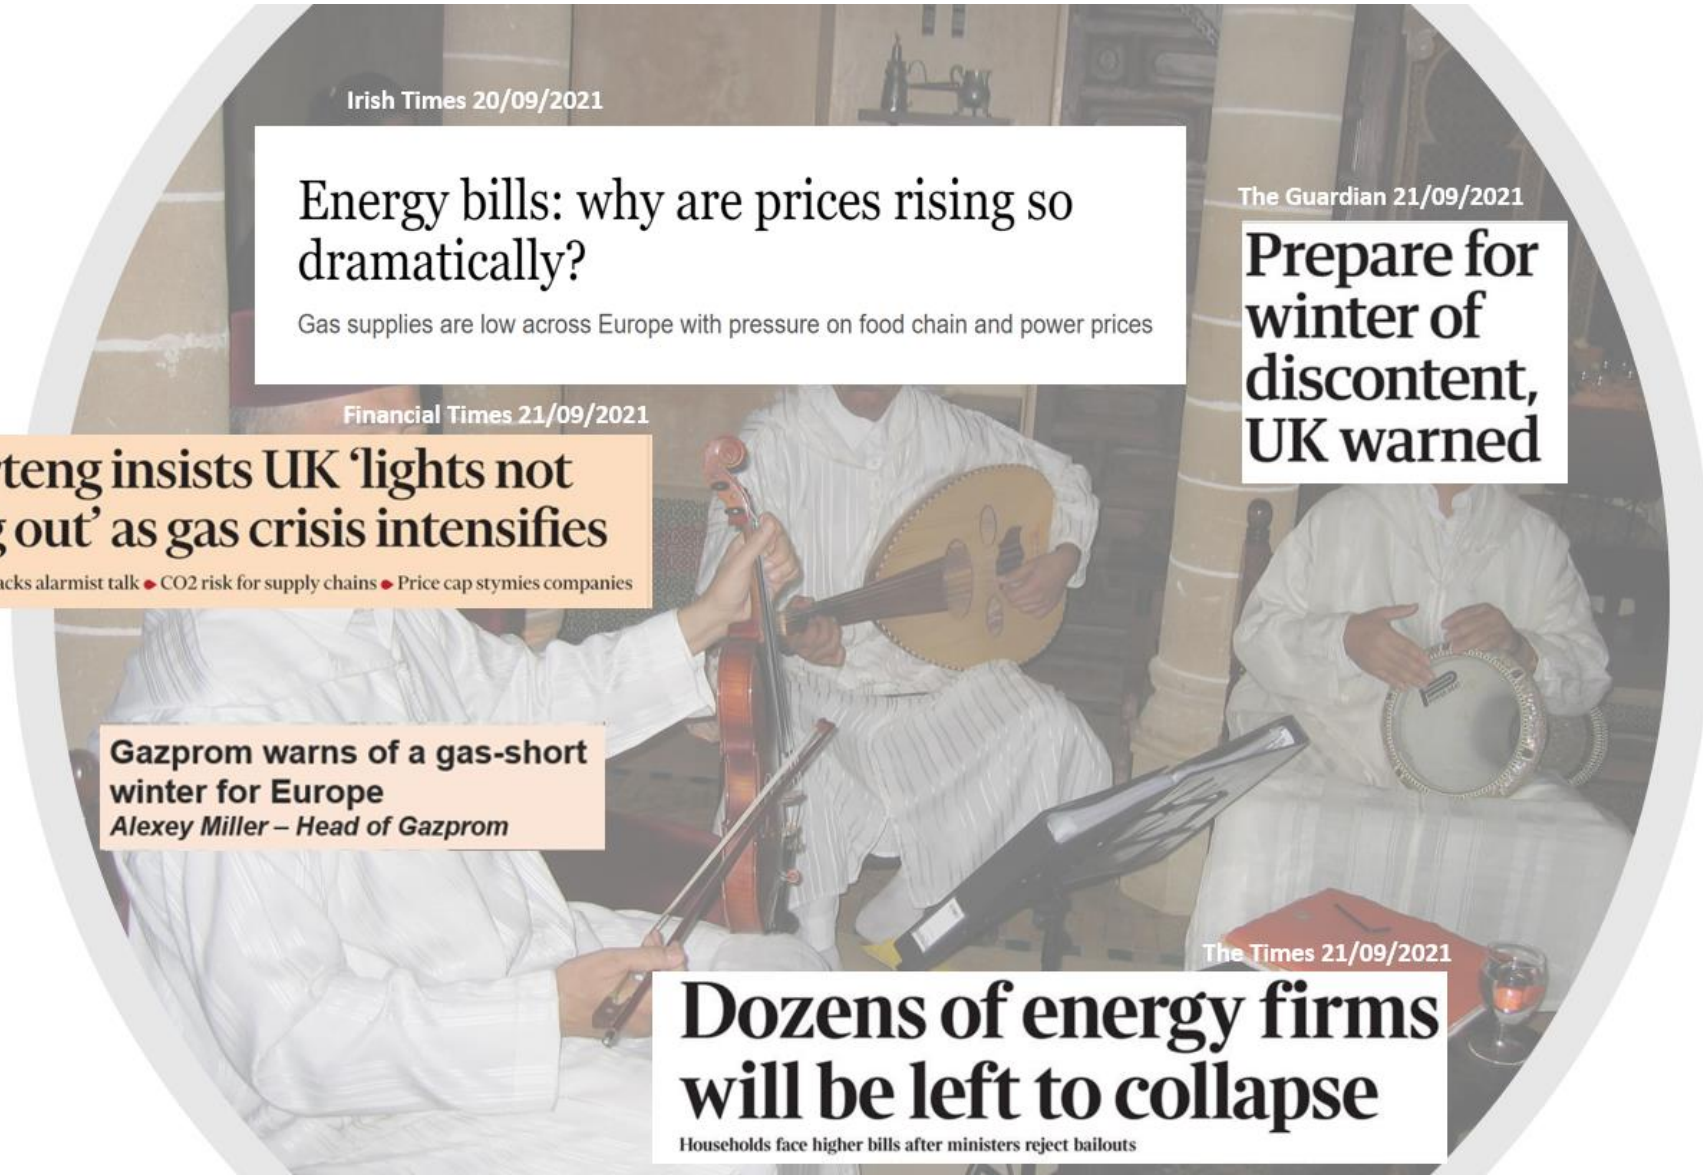 Irish Times 20/09/2021
Energy bills: why are prices rising so
dramatically?
Gas supplies are low across Europe with pressure on food chain and power prices
The Guardian 21/09/2021
Prepare for
winter of
discontent,
UK warned
Financial Times 21/09/2021
teng insists UK ‘lights not
out’ as gas crisis intensifies
acks alarmist talk • CO2 risk for supply chains • Price cap stymies companies
Gazprom warns of a gas-short
winter for Europe
Alexey Miller – Head of Gazprom
The Times 21/09/2021
Dozens of energy firms
will be left to collapse
Households face higher bills after ministers reject bailouts